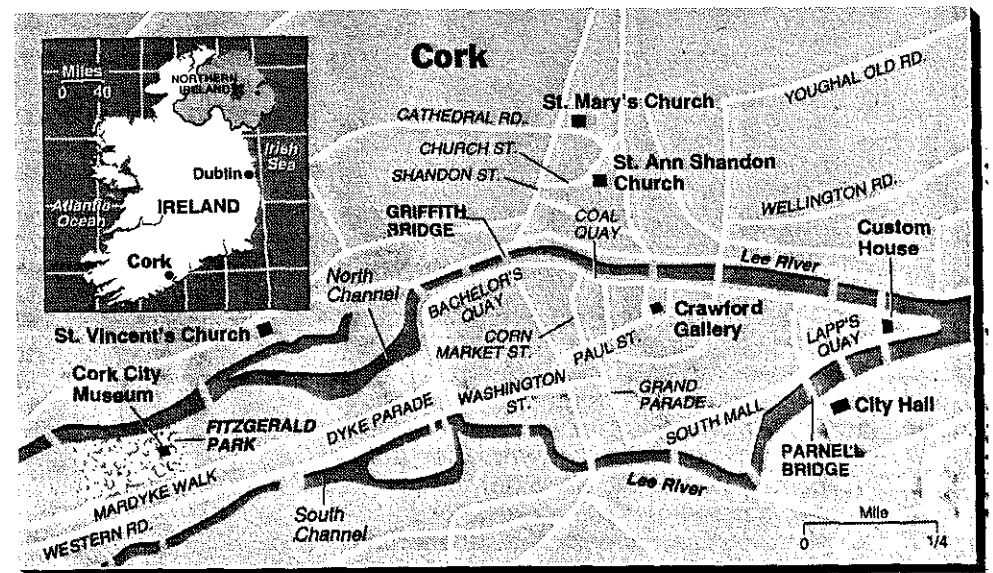 Cork
Miles
0 40
NORTHERN
IRELAND
Irish
Sea
Dublin
Atlantic
Ocean
IRELAND
Cork
YOUGHAL OLD RD.
St. Mary's Church
CATHEDRAL RD.
CHURCH ST.
SHANDON ST.
St. Ann Shandon
Church
WELLINGTON RD.
GRIFFITH
BRIDGE
COAL
QUAY
Custom
House
Lee River
North
Channel
BACHELOR'S
QUAY
Crawford
Gallery
LAPP'S
QUAY
St. Vincent's Church
CORN
MARKET ST.
PAUL ST.
Cork City
Museum
WASHINGTON
ST.
GRAND
PARADE
FITZGERALD
PARK
DYKE PARADE
SOUTH MALL
City Hall
PARNELL
BRIDGE
MARDYKE WALK
Lee River
WESTERN RD.
South
Channel
Mile
0 1/4